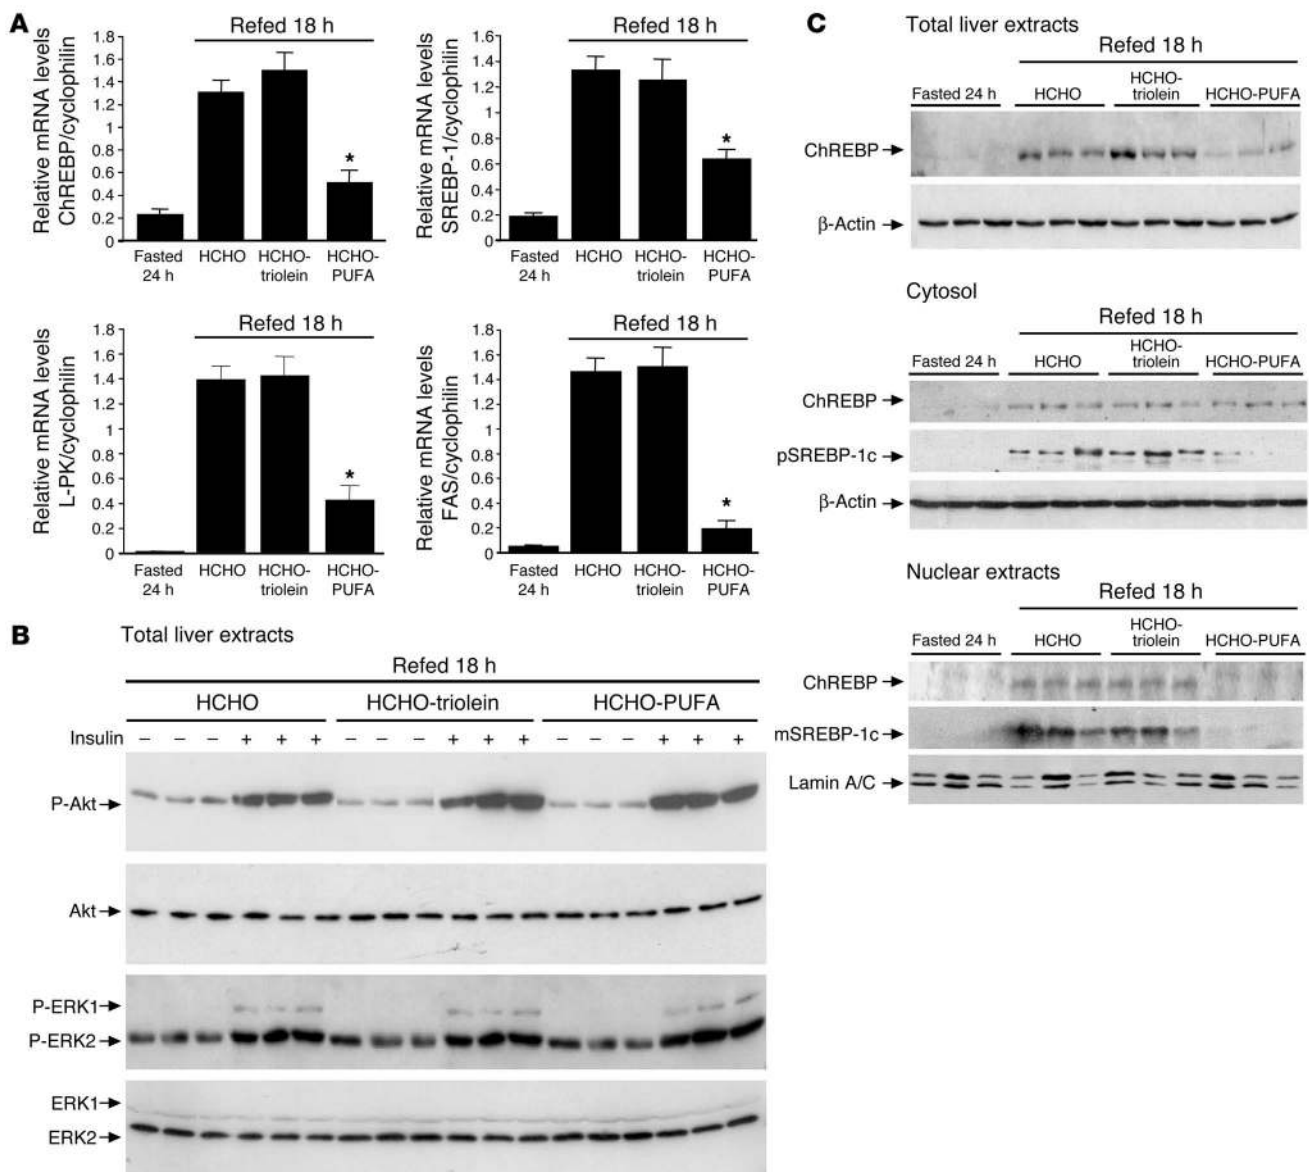 A
Refed 18 h
Relative mRNA levels
ChREBP/cyclophilin
1.8
1.6
1.4
1.2
1
0.8
0.6
0.4
0.2
0
*
Fasted 24 h
HCHO
HCHO-triolein
HCHO-PUFA
Refed 18 h
Relative mRNA levels
SREBP-1/cyclophilin
1.6
1.4
1.2
1
0.8
0.6
0.4
0.2
0
*
Fasted 24 h
HCHO
HCHO-triolein
HCHO-PUFA
Refed 18 h
Relative mRNA levels
L-PK/cyclophilin
1.8
1.6
1.4
1.2
1
0.8
0.6
0.4
0.2
0
*
Fasted 24 h
HCHO
HCHO-triolein
HCHO-PUFA
Refed 18 h
Relative mRNA levels
FAS/cyclophilin
1.8
1.6
1.4
1.2
1
0.8
0.6
0.4
0.2
0
*
Fasted 24 h
HCHO
HCHO-triolein
HCHO-PUFA
B
Total liver extracts
Refed 18 h
HCHO HCHO-triolein HCHO-PUFA
Insulin – – – + + + – – – + + + – – – + + +
P-Akt
Akt
P-ERK1
P-ERK2
ERK1
ERK2
C
Total liver extracts
Refed 18 h
Fasted 24 h HCHO HCHO-triolein HCHO-PUFA
ChREBP
β-Actin
Cytosol
Refed 18 h
Fasted 24 h HCHO HCHO-triolein HCHO-PUFA
ChREBP
pSREBP-1c
β-Actin
Nuclear extracts
Refed 18 h
Fasted 24 h HCHO HCHO-triolein HCHO-PUFA
ChREBP
mSREBP-1c
Lamin A/C